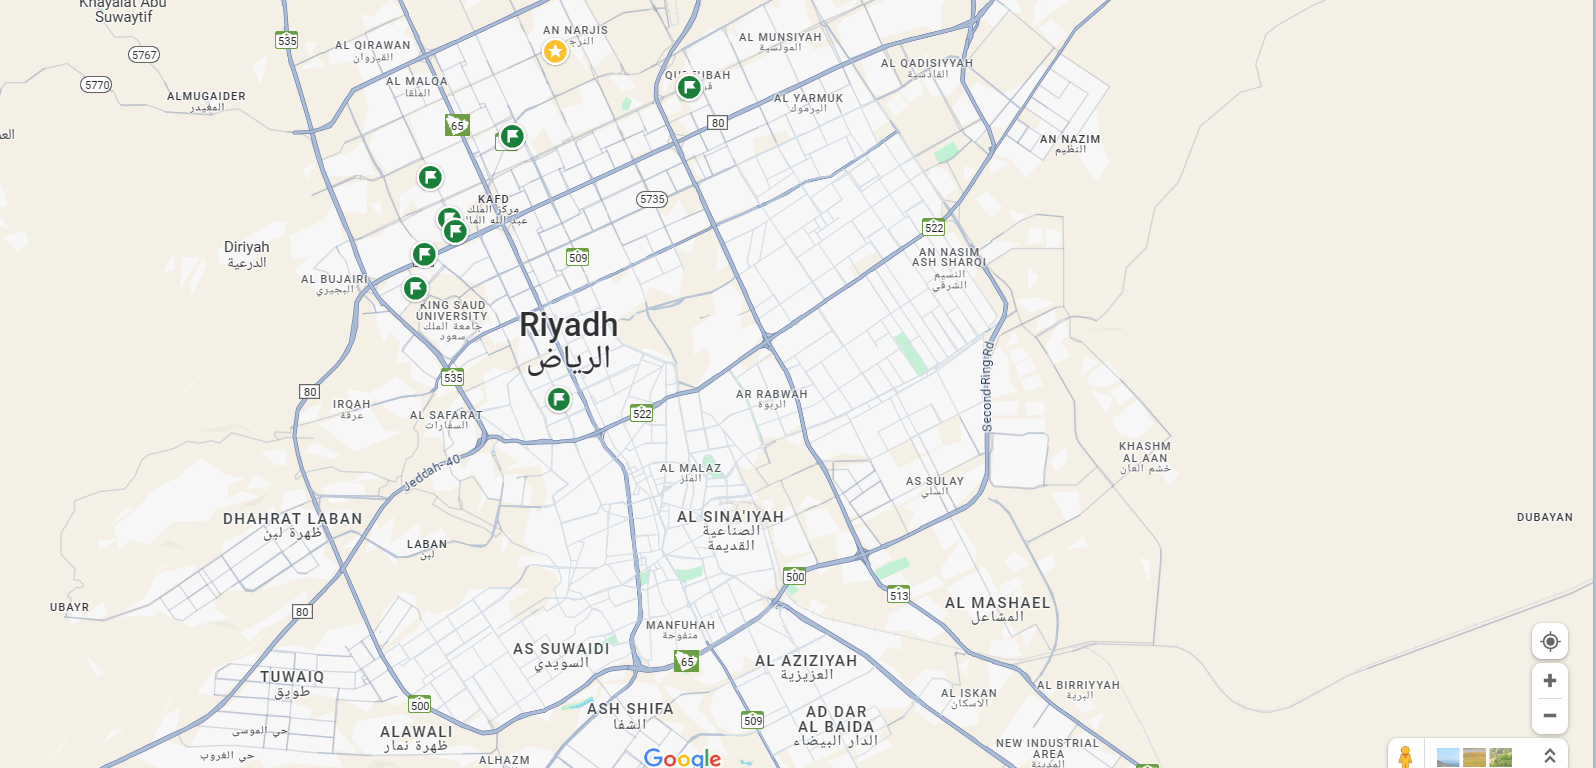 Khayalat Abu
Suwaytif
535
5767
5770
AL QIRAWAN
القيروان
AN NARJIS
AL MUNSIYAH
المونسية
AL QADISIYYAH
القادسية
AL MALQA
الملقا
ALMUGAIDER
المغيدر
65
80
AL YARMUK
اليرموك
AN NAZIM
النظيم
KAFD
مركز الملك
5735
522
509
Diriyah
الدرعية
AL BUJAIRI
البجيري
AN NASIM
ASH SHARQI
النسيم
الشرقي
KING SAUD
UNIVERSITY
جامعة الملك
سعود
Riyadh
الرياض
Second Ring Rd
535
80
IRQAH
عرقة
AL SAFARAT
السفارات
522
AR RABWAH
الربوة
KHASHM
AL AAN
خشم العان
Jeddah-40
AL MALAZ
الملز
AS SULAY
السلي
DHAHRAT LABAN
ظهرة لبن
AL SINA'IYAH
الصناعية
القديمة
DUBAYAN
LABAN
لبن
500
513
UBAYR
80
AL MASHAEL
المشاعل
MANFUHAH
منفوحة
AS SUWAIDI
السويدي
65
AL AZIZIYAH
العزيزية
TUWAIQ
طويق
AL ISKAN
الاسكان
AL BIRRIYYAH
البرية
500
ASH SHIFA
الشفا
509
AD DAR
AL BAIDA
الدار البيضاء
حي الموسى
ALAWALI
ظهرة نمار
حي الغروب
ALHAZM
Google
NEW INDUSTRIAL
AREA
المدينة